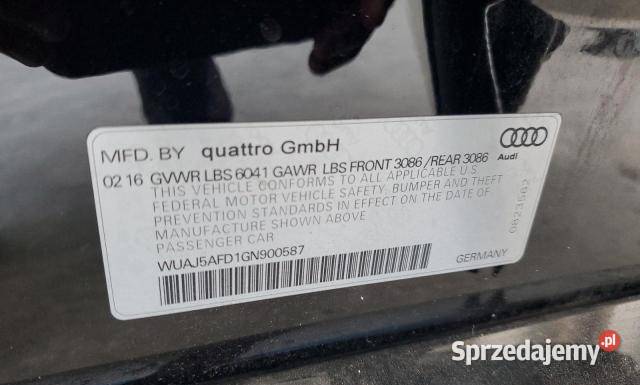 MFD. BY quattro GmbH
Audi
02 16 GVWR LBS 6041 GAWR LBS FRONT 3086 /REAR 3086
THIS VEHICLE CONFORMS TO ALL APPLICABLE U.S.
FEDERAL MOTOR VEHICLE SAFETY, BUMPER AND THEFT
PREVENTION STANDARDS IN EFFECT ON THE DATE OF
MANUFACTURE SHOWN ABOVE
PASSENGER CAR
0823562
WUAJ5AFD1GN900587
GERMANY
Sprzedajemy.pl